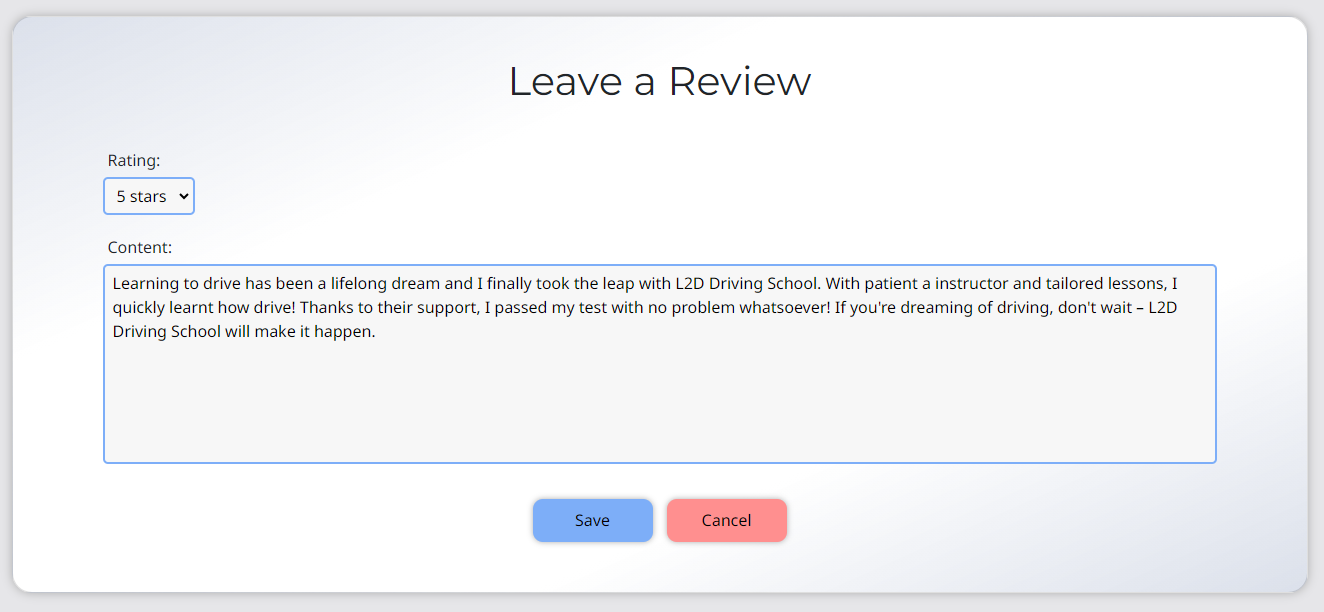 Leave a Review
Rating:
5 stars
Content:
Learning to drive has been a lifelong dream and I finally took the leap with L2D Driving School. With patient a instructor and tailored lessons, I
quickly learnt how drive! Thanks to their support, I passed my test with no problem whatsoever! If you're dreaming of driving, don't wait – L2D
Driving School will make it happen.
Save
Cancel